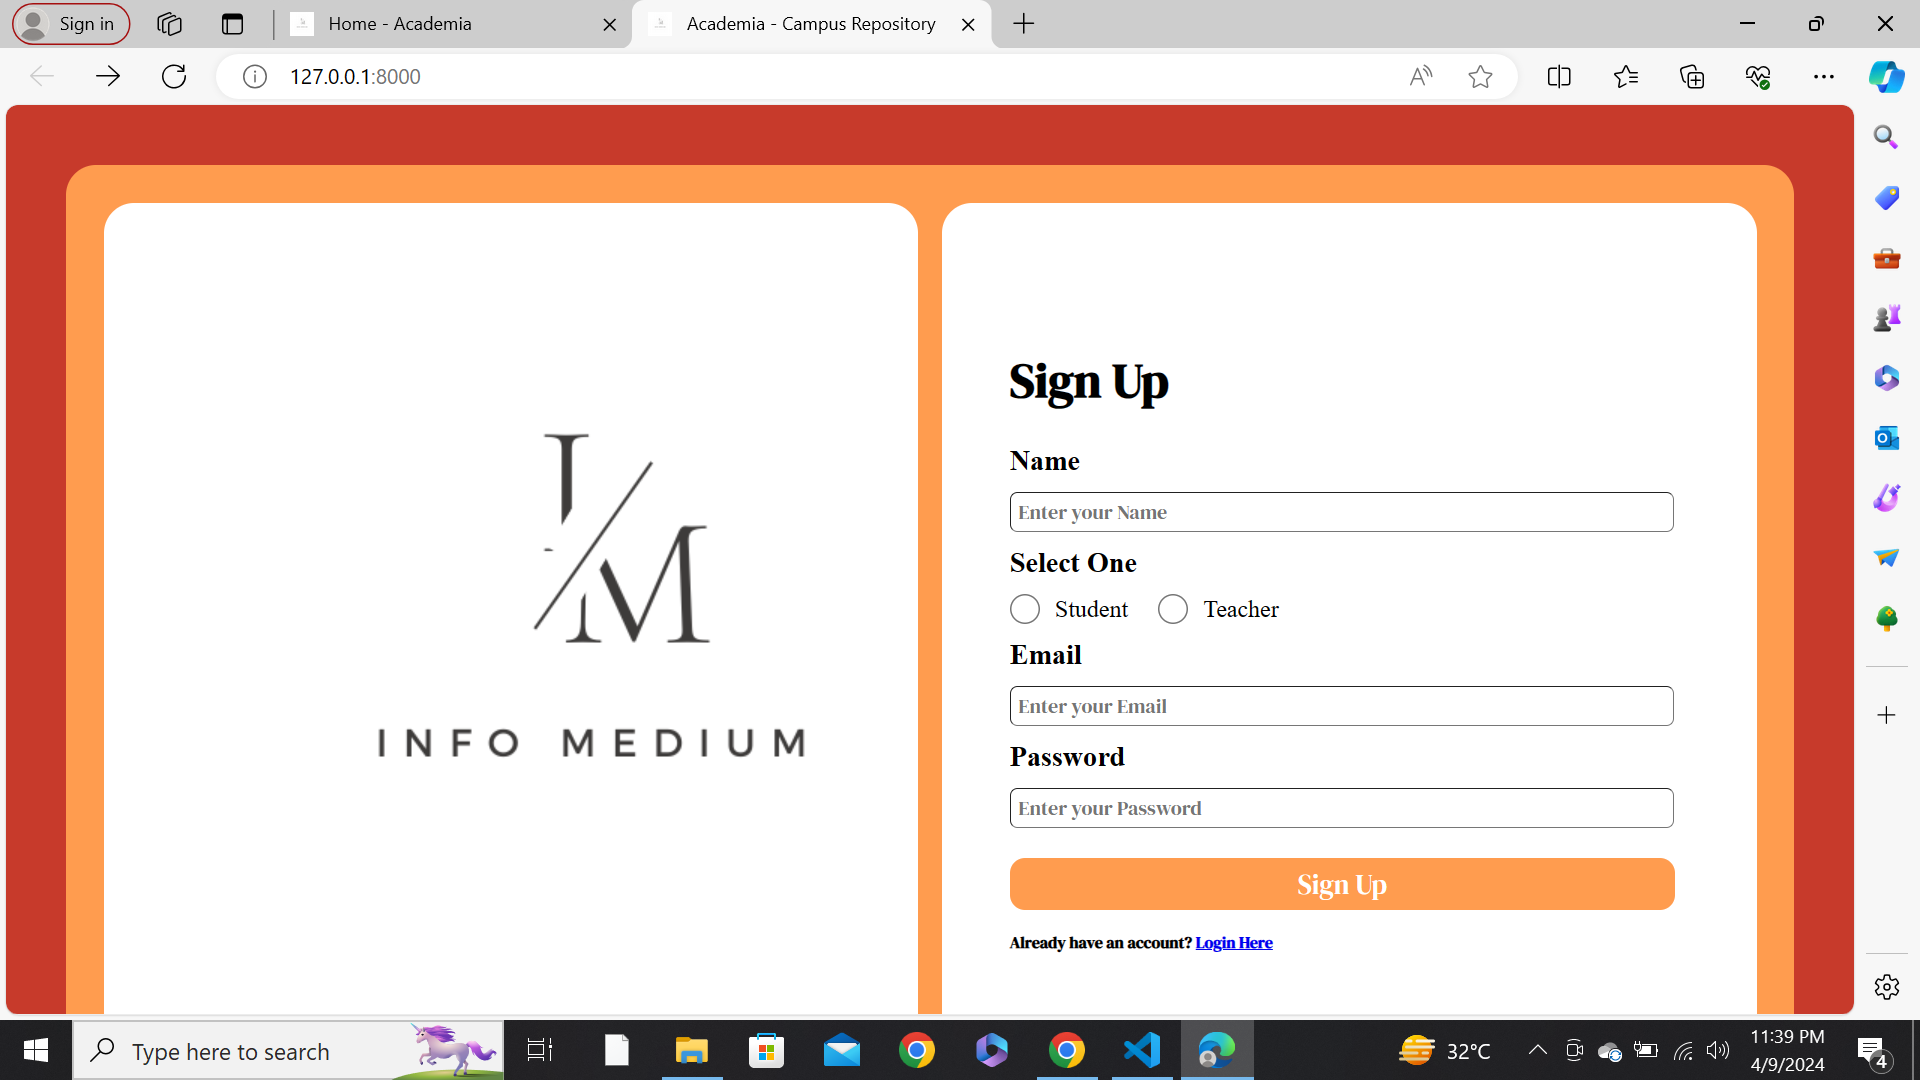 Sign in
Home - Academia
Academia - Campus Repository
127.0.0.1:8000
I M
INFO MEDIUM
Sign Up
Name
Enter your Name
Select One
Student Teacher
Email
Enter your Email
Password
Enter your Password
Sign Up
Already have an account? Login Here
Type here to search
32°C
11:39 PM
4/9/2024
4